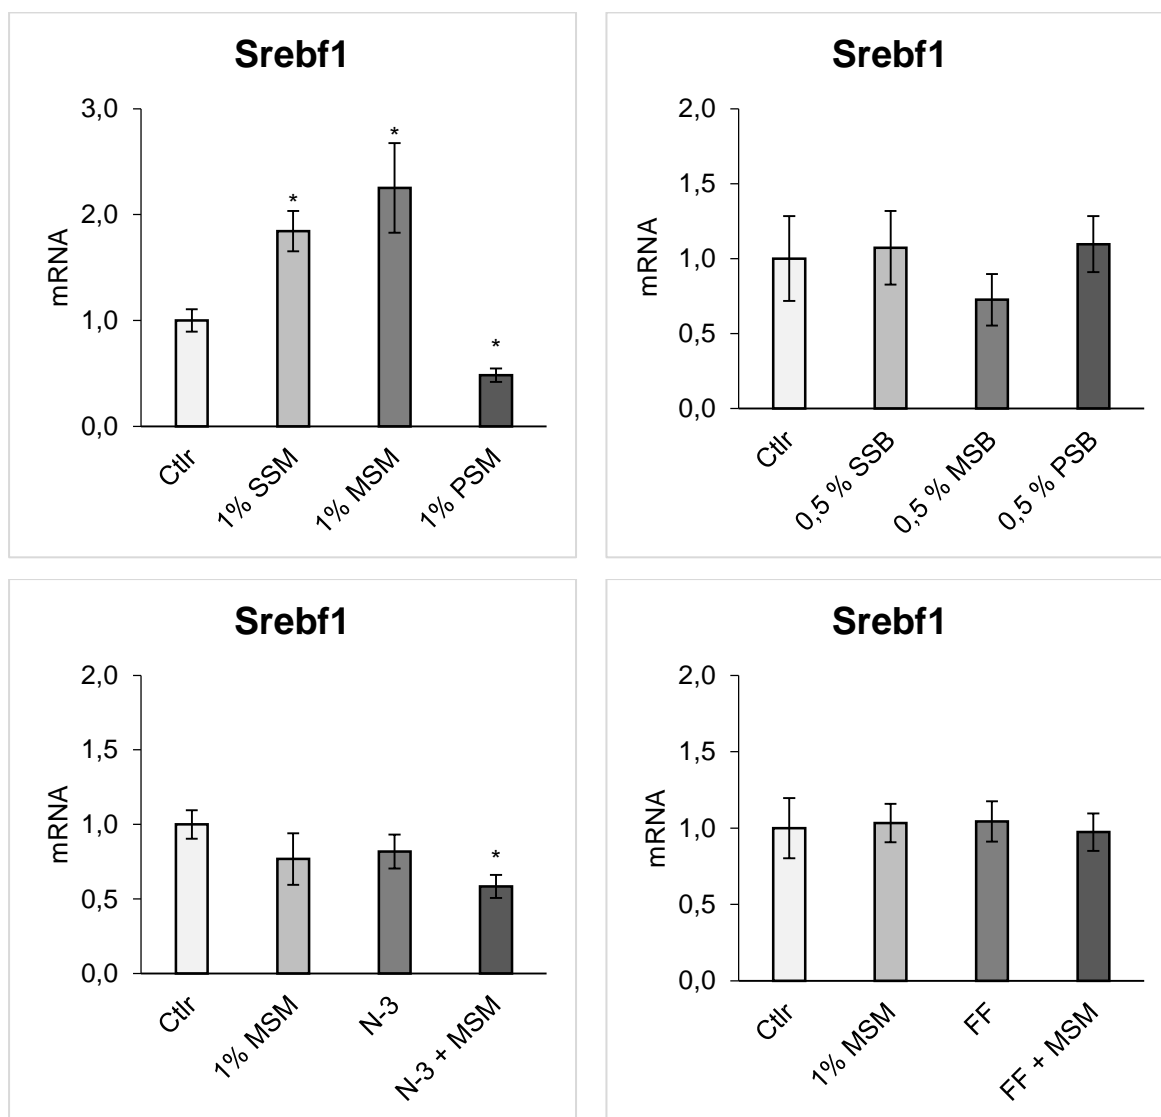 Srebf1
3,0
2,0
1,0
0,0
mRNA
*
*
*
Ctlr
1% SSM
1% MSM
1% PSM
Srebf1
2,0
1,5
1,0
0,5
0,0
mRNA
Ctlr
0,5 % SSB
0,5 % MSB
0,5 % PSB
Srebf1
2,0
1,5
1,0
0,5
0,0
mRNA
*
Ctlr
1% MSM
N-3
N-3 + MSM
Srebf1
2,0
1,5
1,0
0,5
0,0
mRNA
Ctlr
1% MSM
FF
FF + MSM